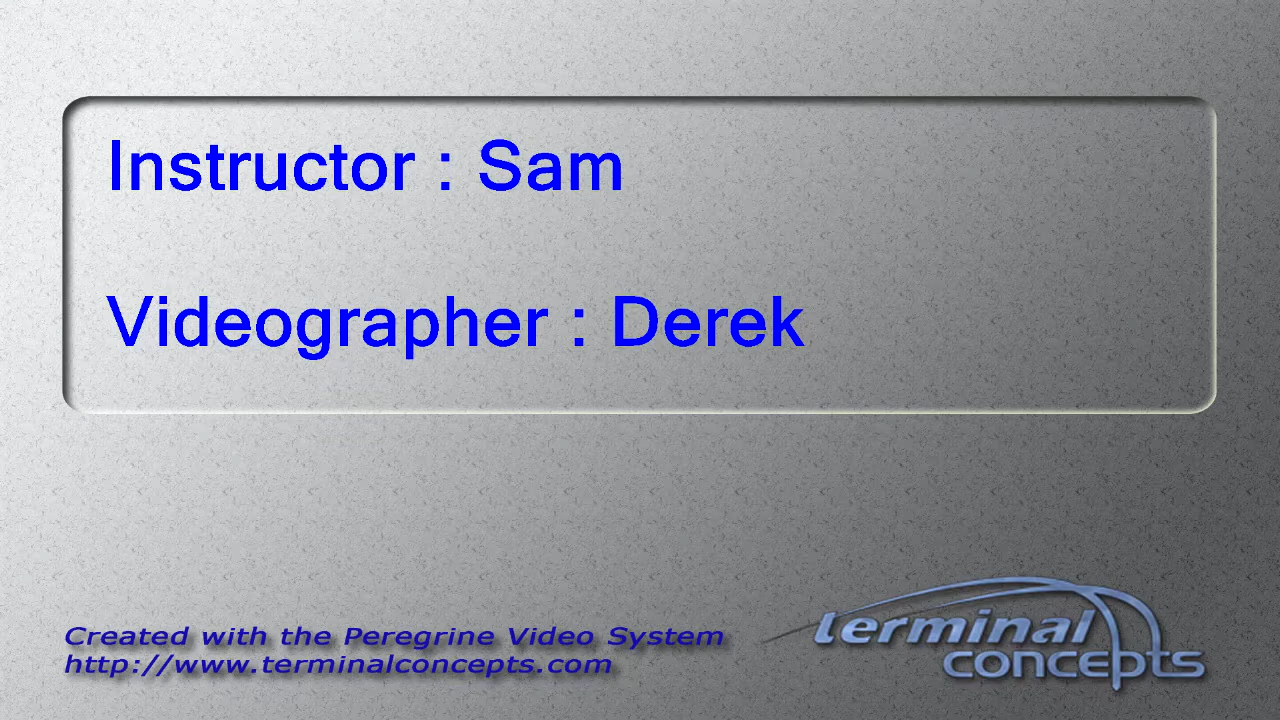 Instructor : Sam
Videographer : Derek
Created with the Peregrine Video System
http://www.terminalconcepts.com
terminal
concepts